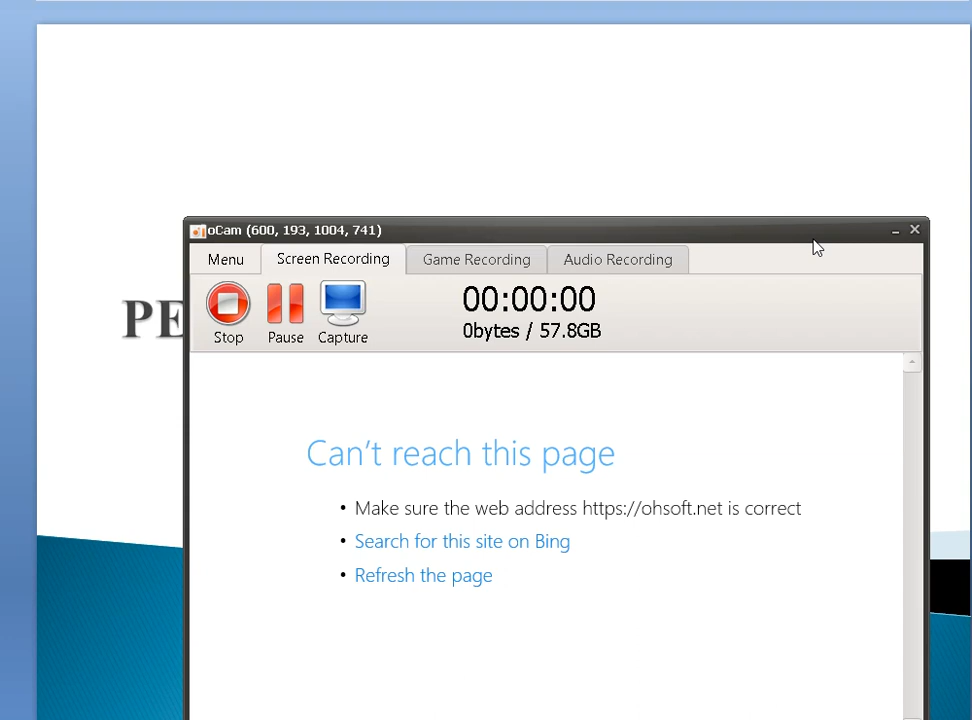 oCam (600, 193, 1004, 741)
Menu
Screen Recording
Game Recording
Audio Recording
00:00:00
0bytes / 57.8GB
Stop
Pause
Capture
PE
Can't reach this page
• Make sure the web address https://ohsoft.net is correct
• Search for this site on Bing
• Refresh the page